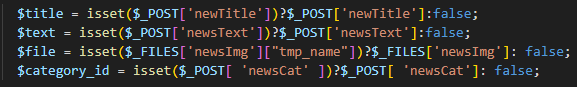 $title = isset($_POST['newTitle'])?$_POST['newTitle']:false;
$text = isset($_POST['newsText'])?$_POST['newsText']:false;
$file = isset($_FILES['newsImg']["tmp_name"])?$_FILES['newsImg']: false;
$category_id = isset($_POST[ 'newsCat' ])?$_POST[ 'newsCat']: false;